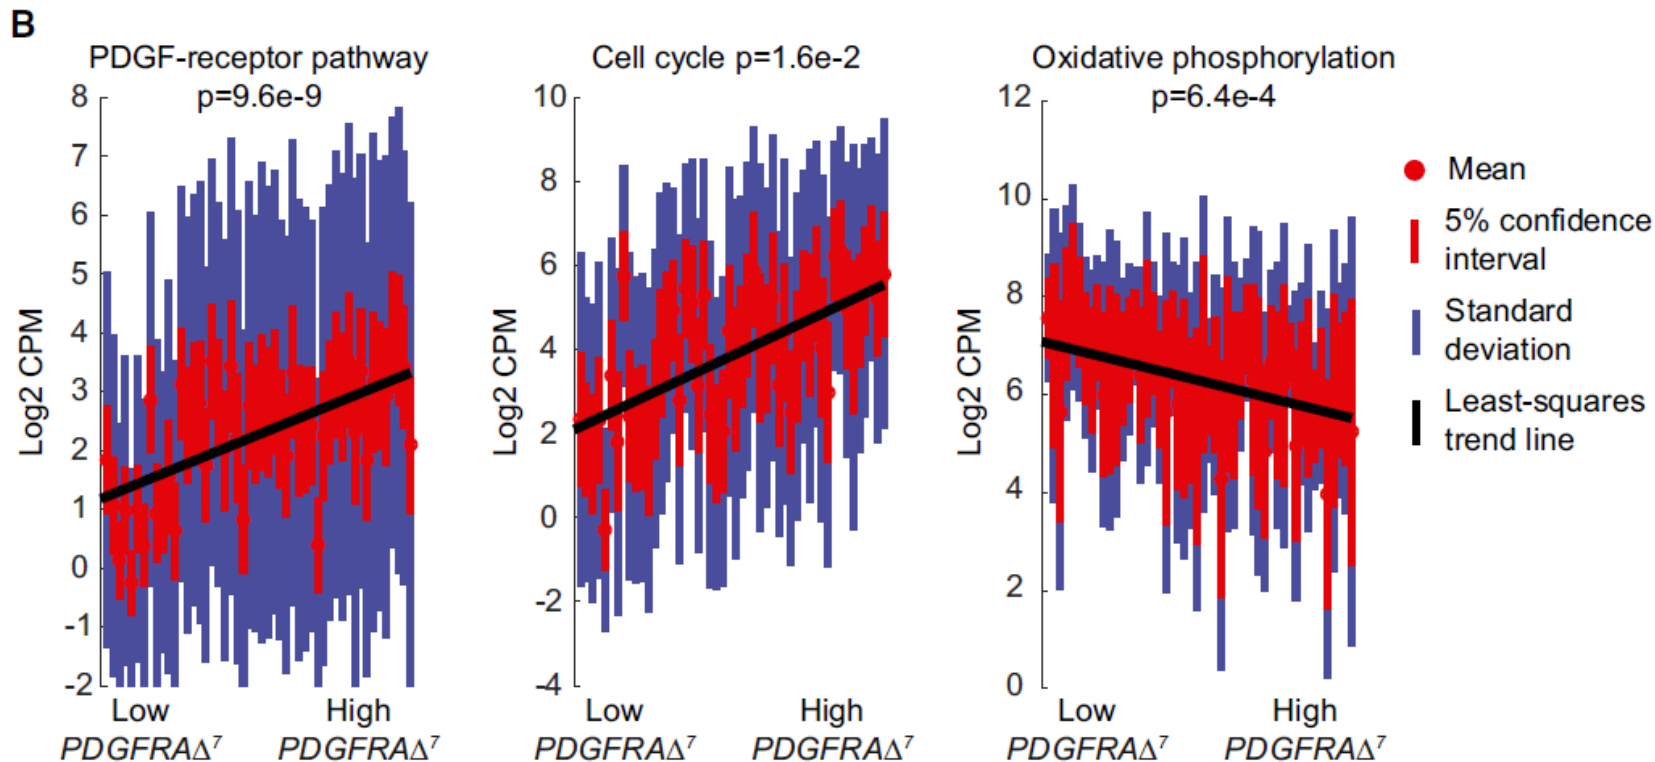 B
PDGF-receptor pathway
p=9.6e-9
8
7
6
5
4
3
2
1
0
-1
-2
Log2 CPM
Low
PDGFRAΔ⁷
High
PDGFRAΔ⁷
Cell cycle p=1.6e-2
10
8
6
4
2
0
-2
-4
Log2 CPM
Low
PDGFRAΔ⁷
High
PDGFRAΔ⁷
Oxidative phosphorylation
p=6.4e-4
12
10
8
6
4
2
0
Log2 CPM
Low
PDGFRAΔ⁷
High
PDGFRAΔ⁷
Mean
5% confidence
interval
Standard
deviation
Least-squares
trend line